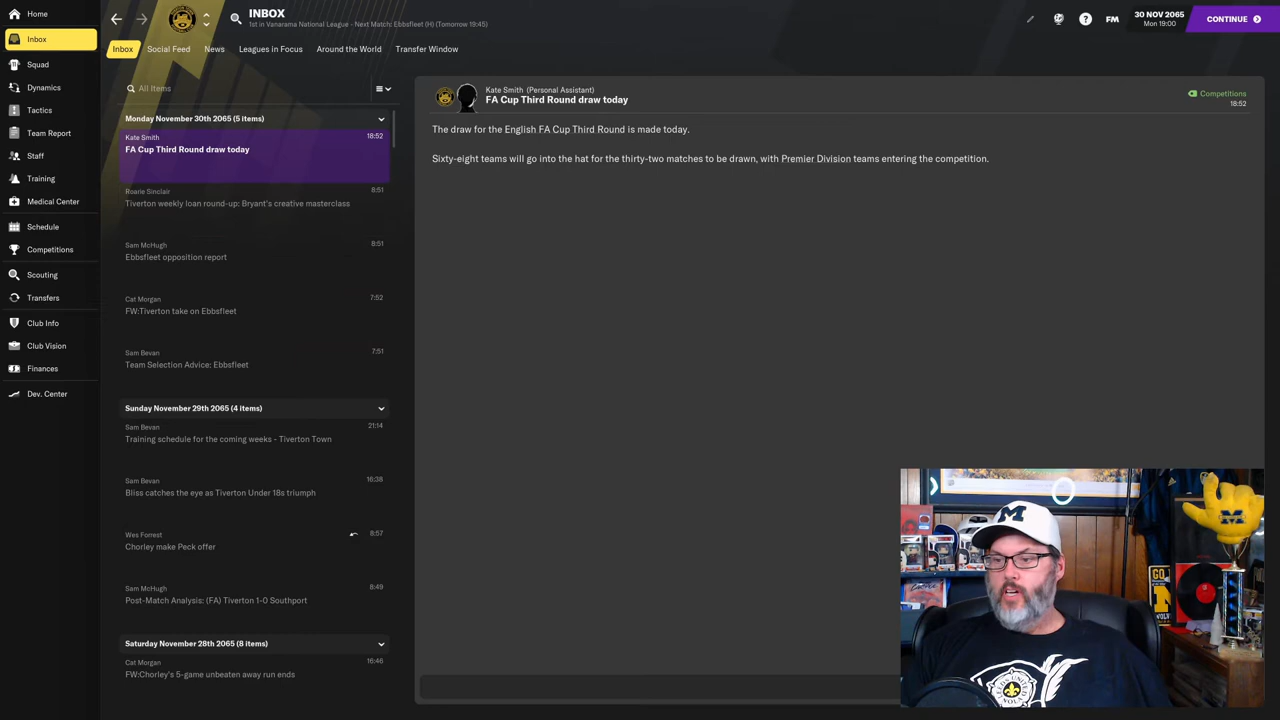 Home
Inbox
Squad
Dynamics
Tactics
Team Report
Staff
Training
Medical Center
Schedule
Competitions
Scouting
Transfers
Club Info
Club Vision
Finances
Dev. Center
INBOX
1st in Vanarama National League - Next Match: Ebbsfleet (H) (Tomorrow 19:45)
FM
30 NOV 2065
Mon 19:00
CONTINUE
Inbox
Social Feed
News
Leagues in Focus
Around the World
Transfer Window
All Items
Monday November 30th 2065 (5 items)
Kate Smith 18:52
FA Cup Third Round draw today
Roarie Sinclair 8:51
Tiverton weekly loan round-up: Bryant's creative masterclass
Sam McHugh 8:51
Ebbsfleet opposition report
Cat Morgan 7:52
FW:Tiverton take on Ebbsfleet
Sam Bevan 7:51
Team Selection Advice: Ebbsfleet
Sunday November 29th 2065 (4 items)
Sam Bevan 21:14
Training schedule for the coming weeks - Tiverton Town
Sam Bevan 16:38
Bliss catches the eye as Tiverton Under 18s triumph
Wes Forrest 8:57
Chorley make Peck offer
Sam McHugh 8:49
Post-Match Analysis: (FA) Tiverton 1-0 Southport
Saturday November 28th 2065 (8 items)
Cat Morgan 16:46
FW:Chorley's 5-game unbeaten away run ends
Kate Smith (Personal Assistant)
FA Cup Third Round draw today
Competitions
18:52
The draw for the English FA Cup Third Round is made today.
Sixty-eight teams will go into the hat for the thirty-two matches to be drawn, with Premier Division teams entering the competition.
M
GO